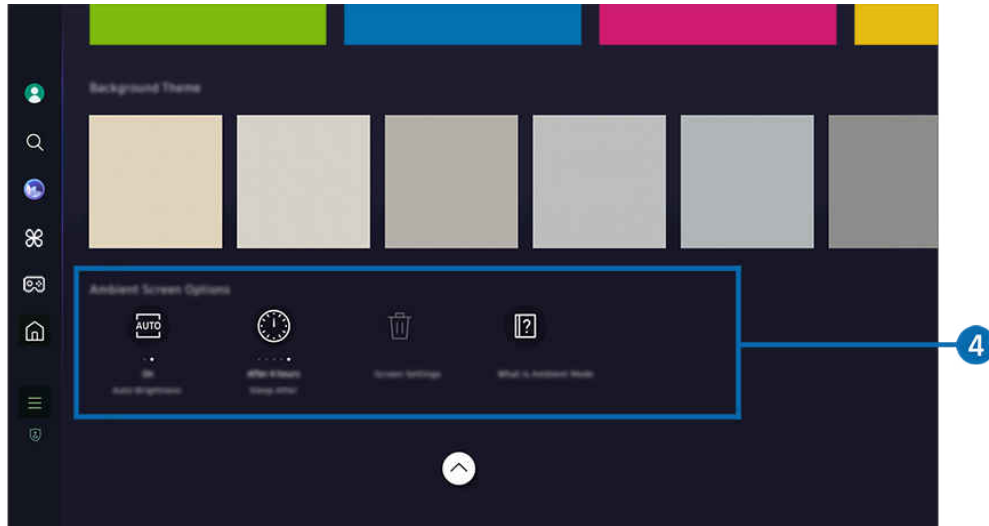 Background Theme
Ambient Screen Options
AUTO
?
On
After 4 hours
Screen Settings
What is Ambient Mode
Auto Brightness
Sleep After
4